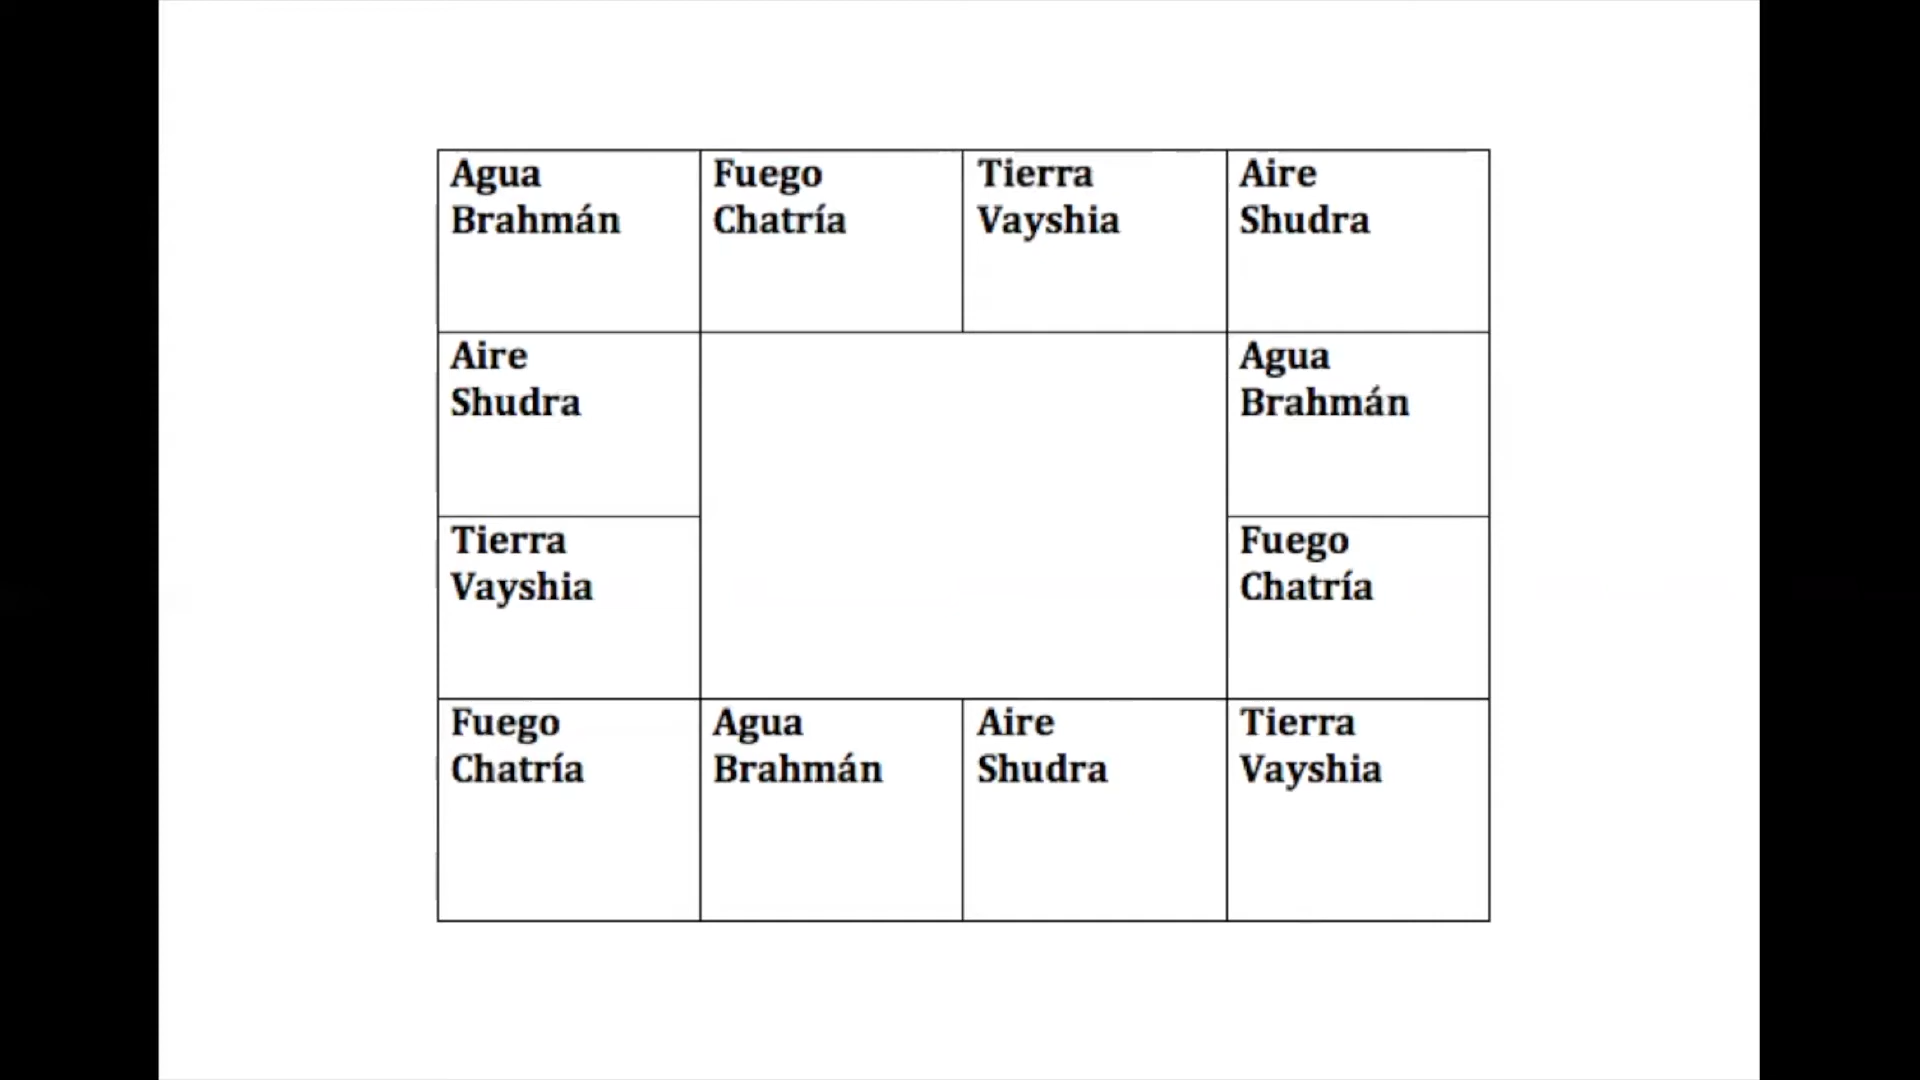 Agua
Brahmán
Fuego
Chatría
Tierra
Vayshia
Aire
Shudra
Aire
Shudra
Agua
Brahmán
Tierra
Vayshia
Fuego
Chatría
Fuego
Chatría
Agua
Brahmán
Aire
Shudra
Tierra
Vayshia